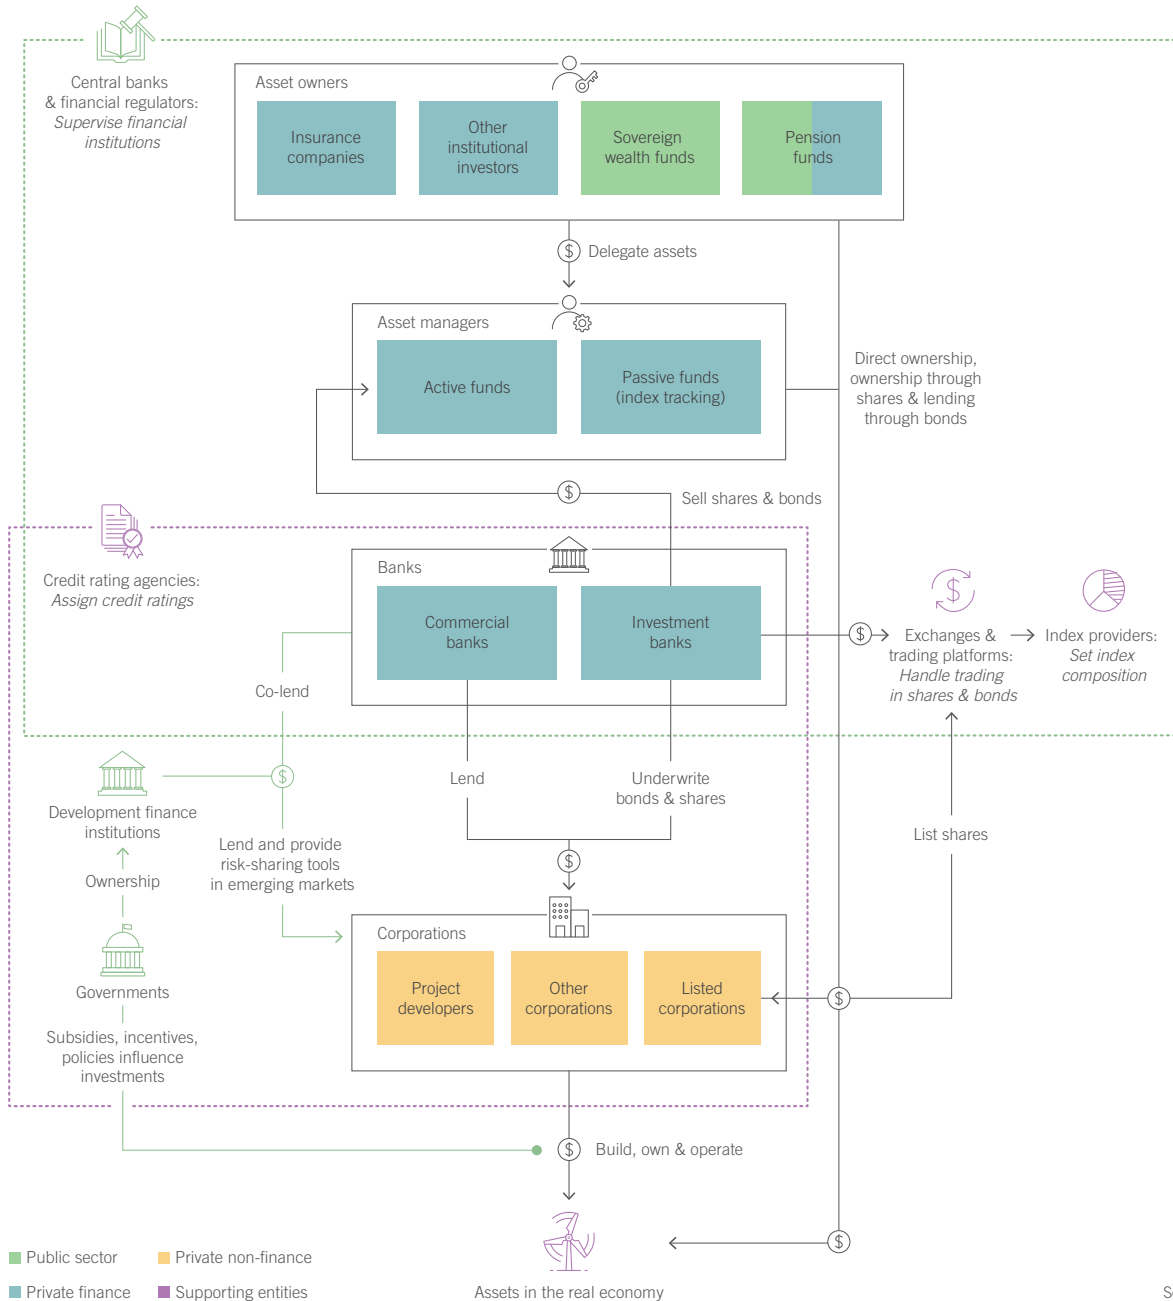 Central banks
& financial regulators:
Supervise financial
institutions
Asset owners
Insurance
companies
Other
institutional
investors
Sovereign
wealth funds
Pension
funds
$
Delegate assets
Asset managers
Active funds
Passive funds
(index tracking)
Direct ownership,
ownership through
shares & lending
through bonds
$
Sell shares & bonds
Credit rating agencies:
Assign credit ratings
Banks
Commercial
banks
Investment
banks
$
$
Exchanges &
trading platforms:
Handle trading
in shares & bonds
Index providers:
Set index
composition
Co-lend
$
Lend
Underwrite
bonds & shares
Development finance
institutions
Lend and provide
risk-sharing tools
in emerging markets
List shares
$
Ownership
Governments
Subsidies, incentives,
policies influence
investments
Corporations
Project
developers
Other
corporations
Listed
corporations
$
$
Build, own & operate
$
Assets in the real economy
Public sector
Private non-finance
Private finance
Supporting entities